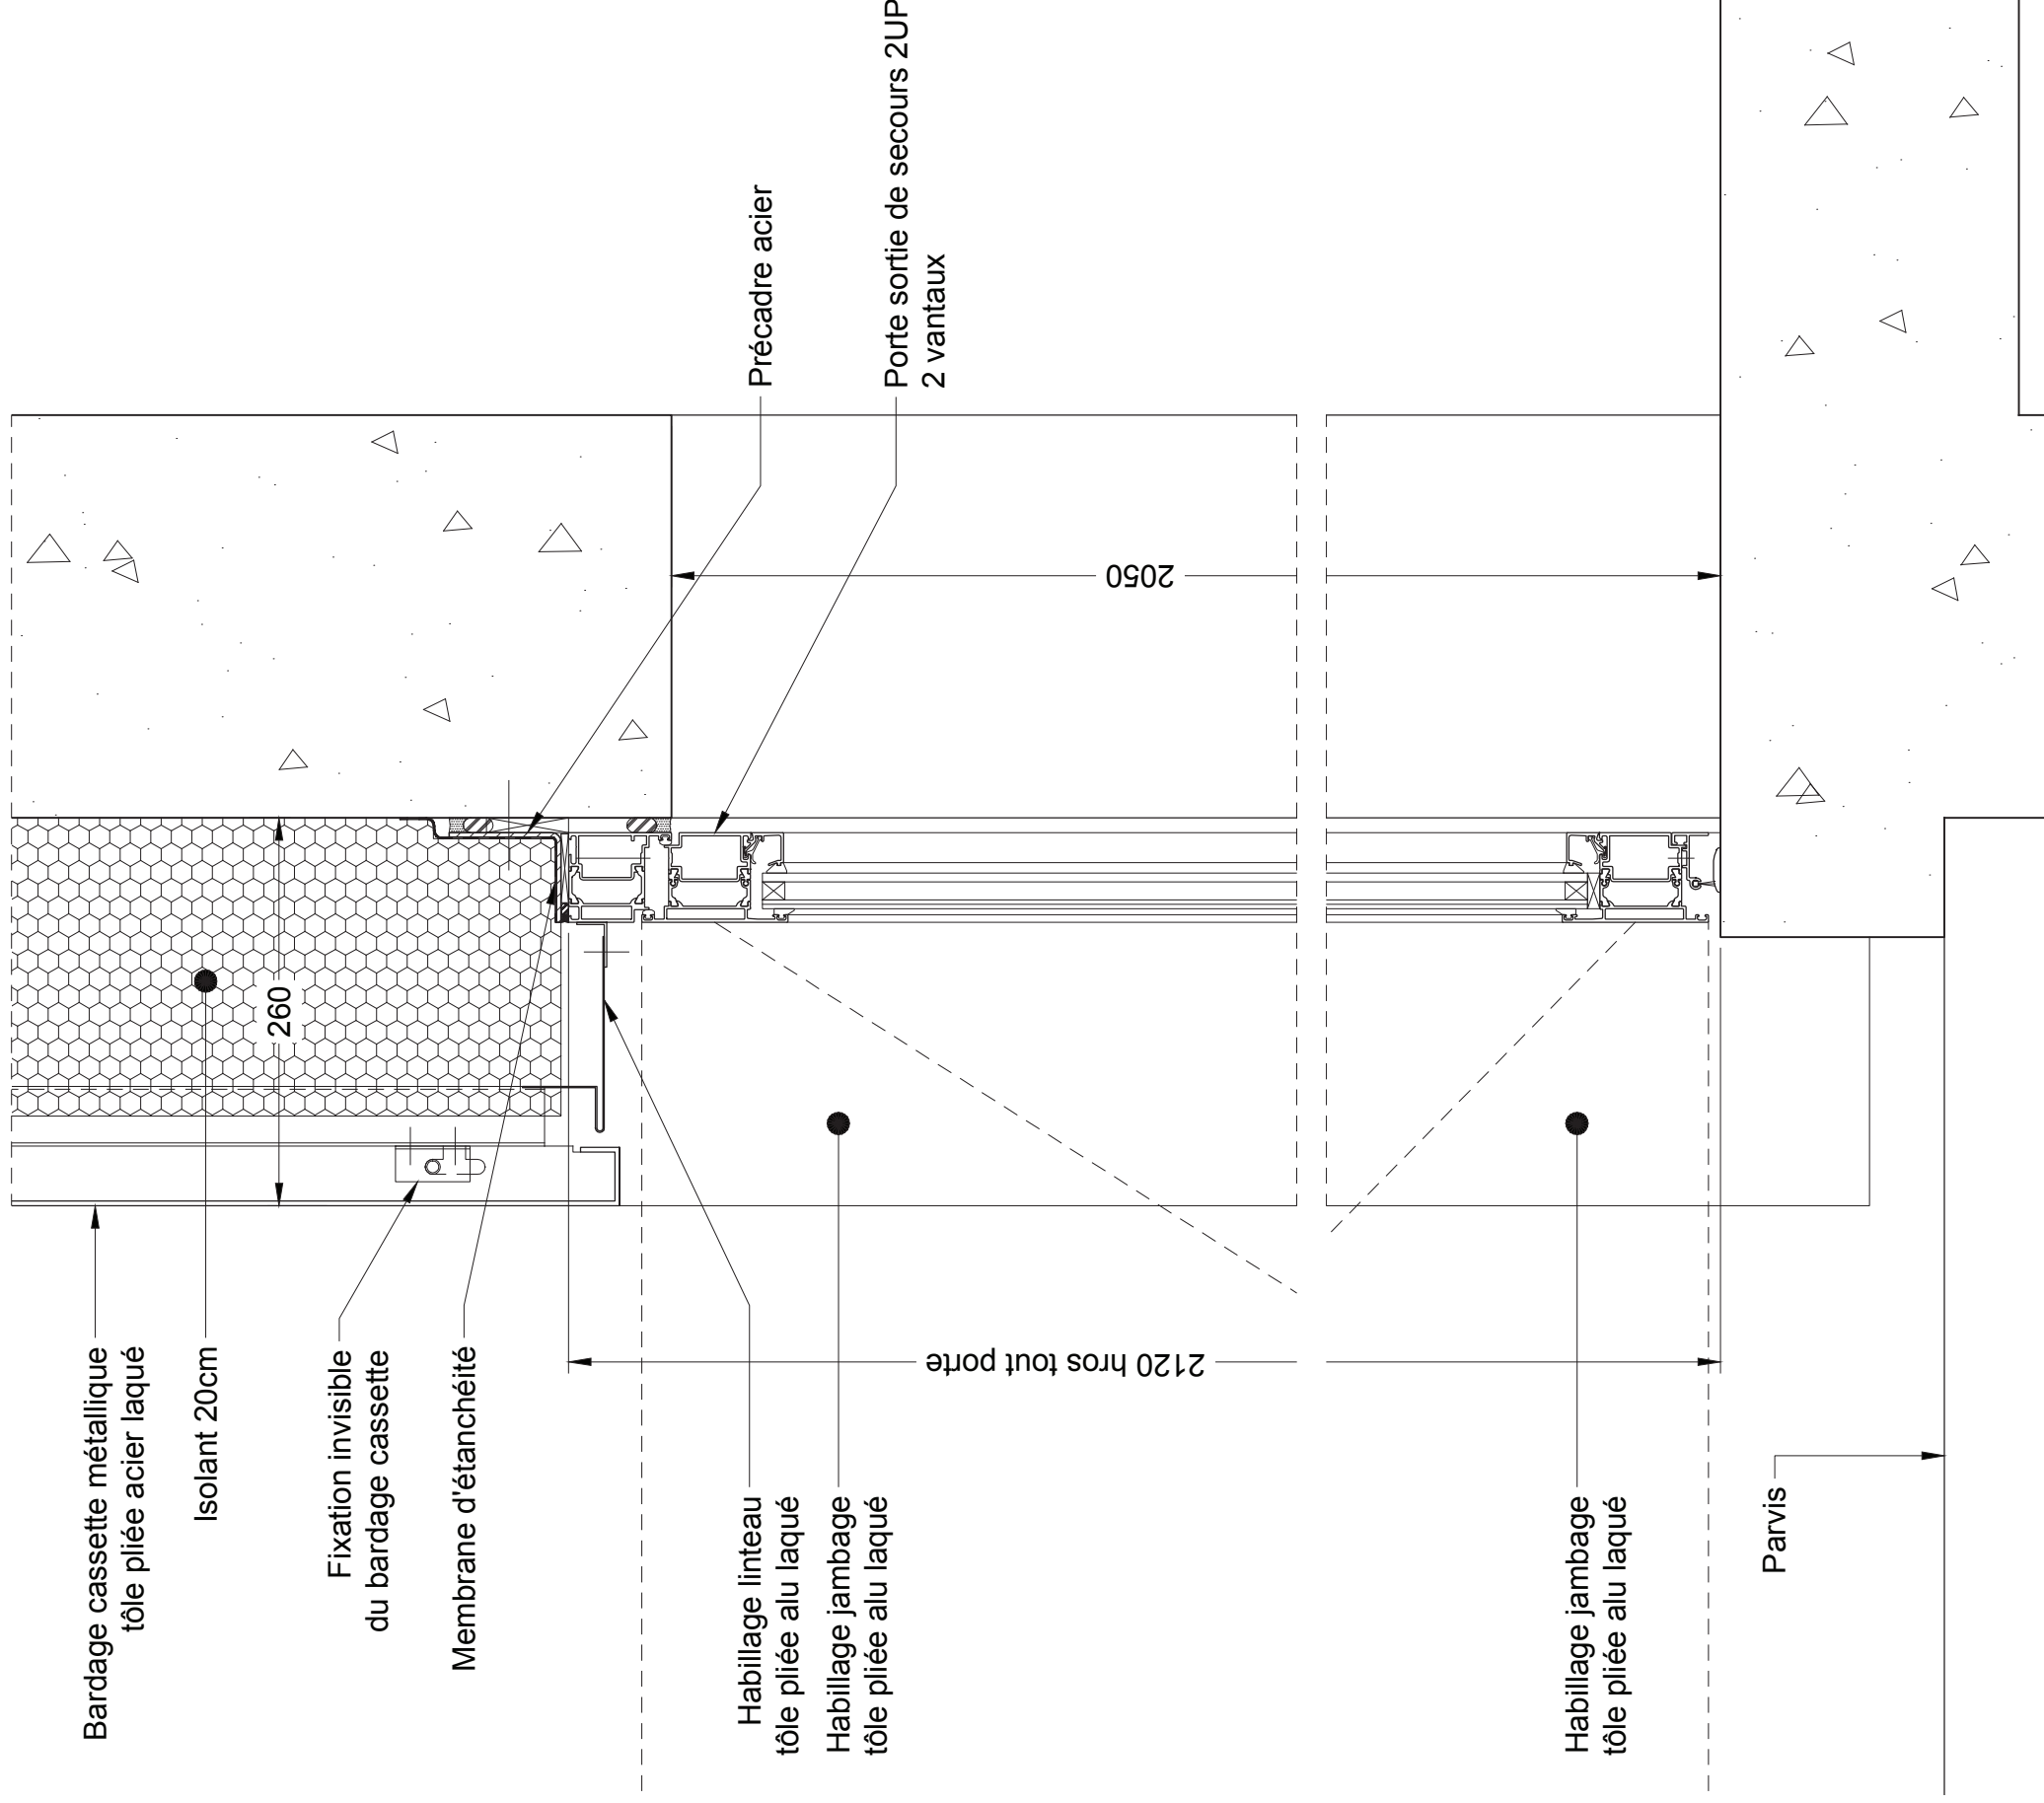 Bardage cassette métallique
tôle pliée acier laqué
Isolant 20cm
Fixation invisible
du bardage cassette
Membrane d'étanchéité
Habillage linteau
tôle pliée alu laqué
Habillage jambage
tôle pliée alu laqué
Habillage jambage
tôle pliée alu laqué
Parvis
260
2120 hros tout porte
2050
Précadre acier
Porte sortie de secours 2UP
2 vantaux